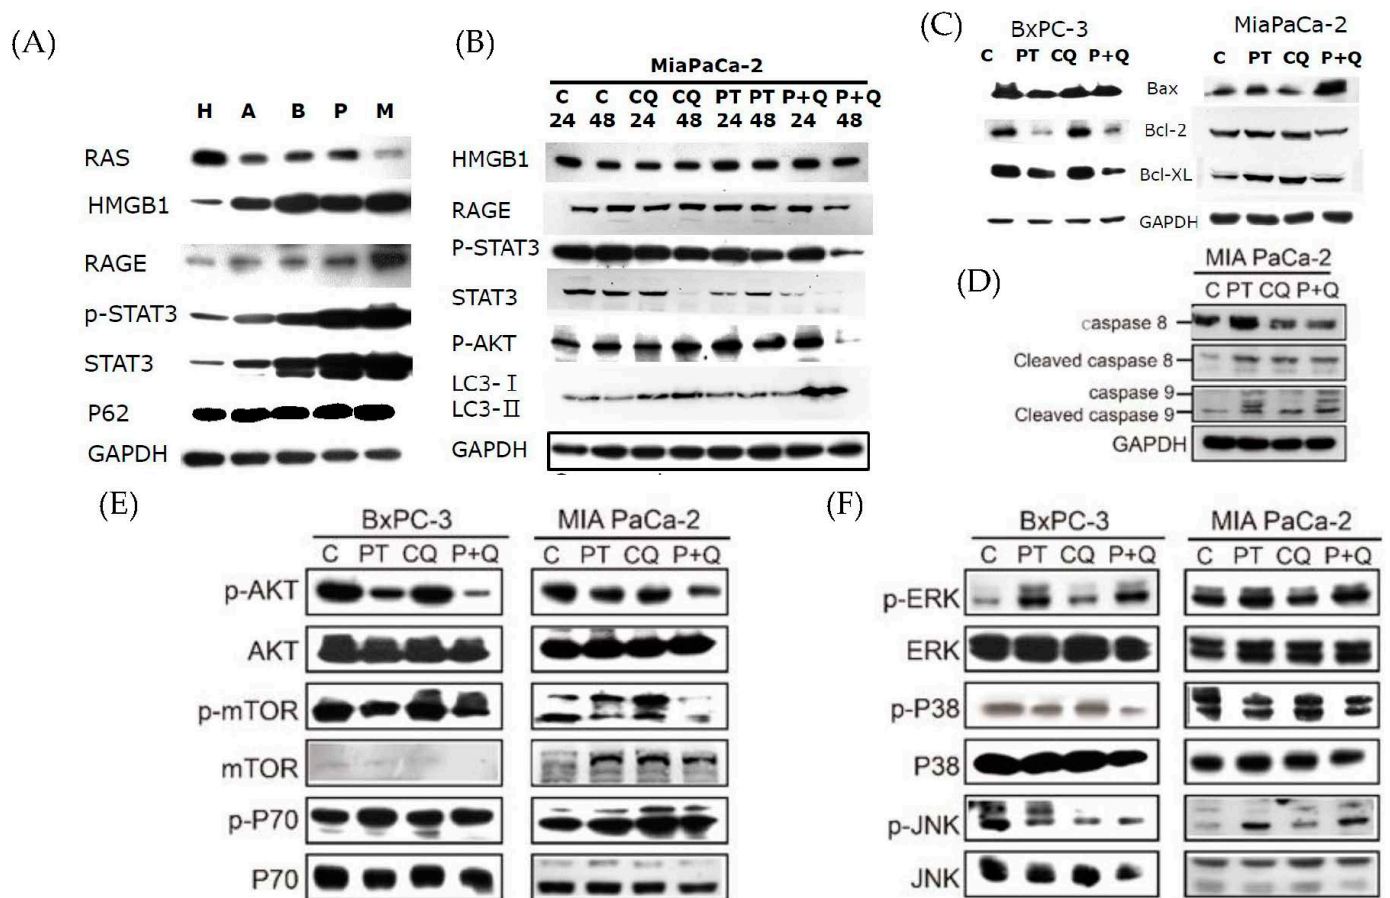 (A)
H A B P M
RAS
HMGB1
RAGE
p-STAT3
STAT3
P62
GAPDH
(B)
MiaPaCa-2
C C CQ CQ PT PT P+Q P+Q
24 48 24 48 24 48 24 48
HMGB1
RAGE
P-STAT3
STAT3
P-AKT
LC3-Ⅰ
LC3-Ⅱ
GAPDH
(C)
BxPC-3 MiaPaCa-2
C PT CQ P+Q C PT CQ P+Q
Bax
Bcl-2
Bcl-XL
GAPDH
(D)
MIA PaCa-2
C PT CQ P+Q
caspase 8
Cleaved caspase 8
caspase 9
Cleaved caspase 9
GAPDH
(E)
BxPC-3 MIA PaCa-2
C PT CQ P+Q C PT CQ P+Q
p-AKT
AKT
p-mTOR
mTOR
p-P70
P70
(F)
BxPC-3 MIA PaCa-2
C PT CQ P+Q C PT CQ P+Q
p-ERK
ERK
p-P38
P38
p-JNK
JNK